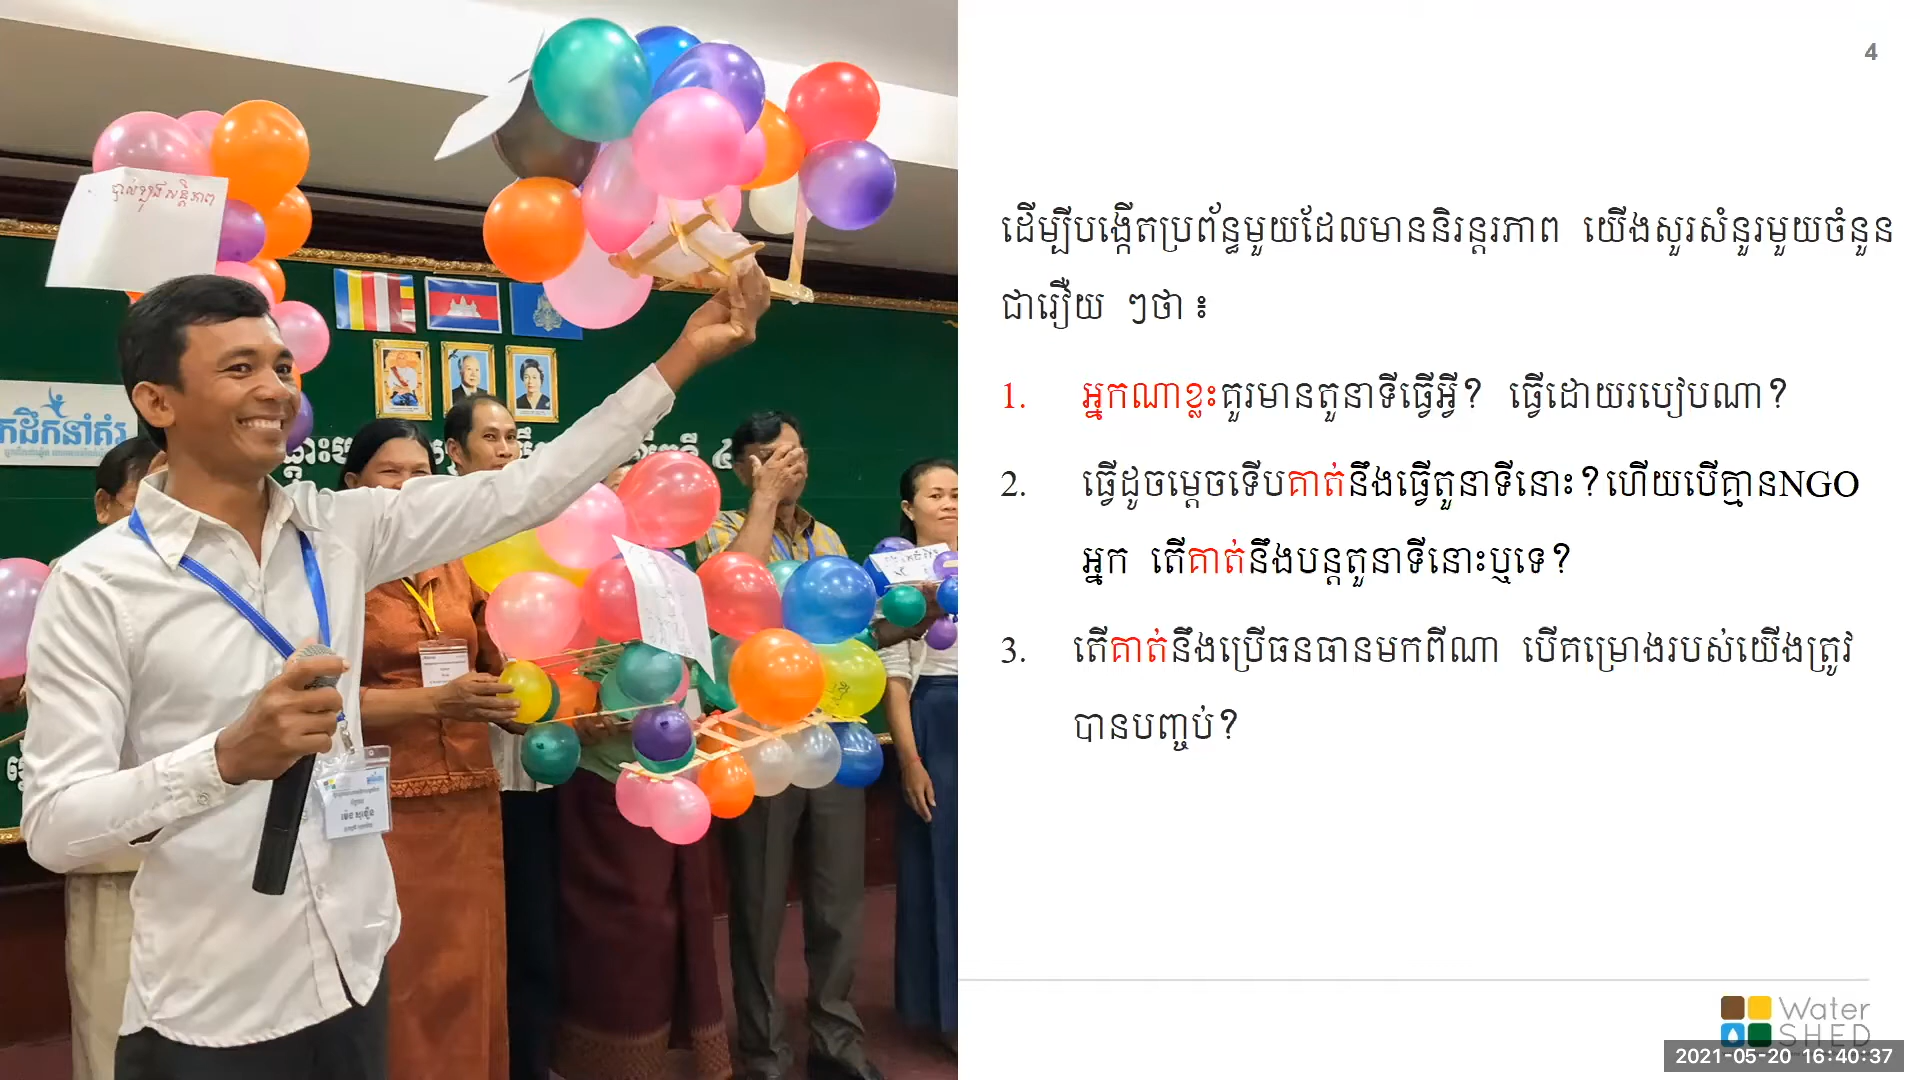 4
ដើម្បីបង្កើតប្រព័ន្ធមួយដែលមាននិរន្តរភាព យើងសួរសំនួរមួយចំនួន
ជារឿយ ៗថា ៖
1. អ្នកណាខ្លះគួរមានតួនាទីធ្វើអ្វី? ធ្វើដោយរបៀបណា?
2. ធ្វើដូចម្តេចទើបគាត់នឹងធ្វើតួនាទីនោះ? ហើយបើគ្មានNGO
អ្នក តើគាត់នឹងបន្តតួនាទីនោះឬទេ?
3. តើគាត់នឹងប្រើធនធានមកពីណា បើគម្រោងរបស់យើងត្រូវ
បានបញ្ចប់?
Water
SHED
2021-05-20 16:40:37